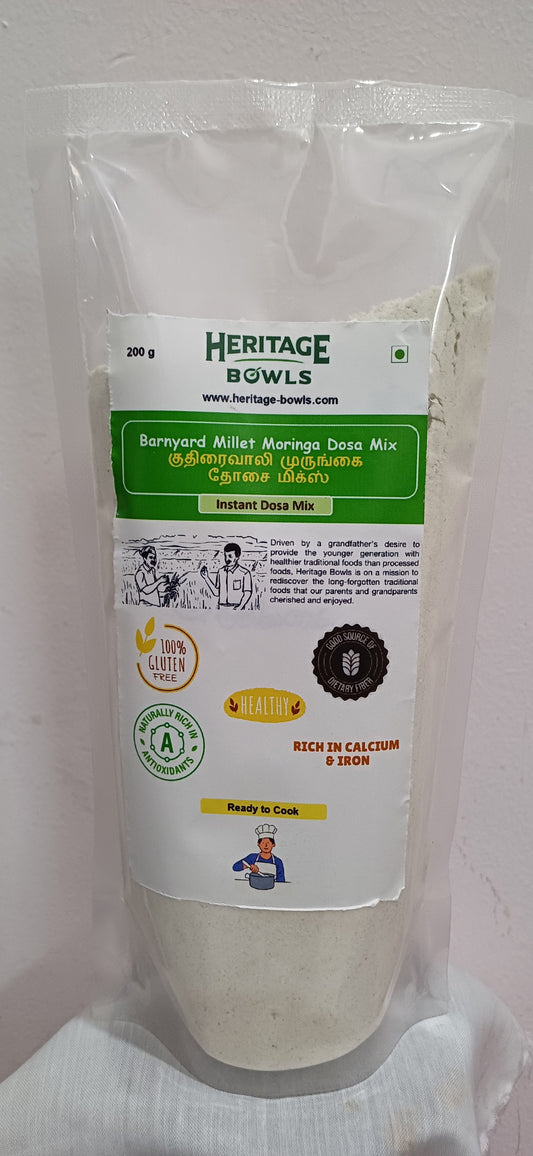 200 g
HERITAGE
BOWLS
www.heritage-bowls.com
Barnyard Millet Moringa Dosa Mix
குதிரைவாலி முருங்கை
தோசை மிக்ஸ்
Instant Dosa Mix
Driven by a grandfather's desire to
provide the younger generation with
healthier traditional foods than processed
foods, Heritage Bowls is on a mission to
rediscover the long-forgotten traditional
foods that our parents and grandparents
cherished and enjoyed.
100%
GLUTEN
FREE
GOOD SOURCE OF
DIETARY FIBER
HEALTHY
NATURALLY RICH IN
A
ANTIOXIDANTS
RICH IN CALCIUM
& IRON
Ready to Cook